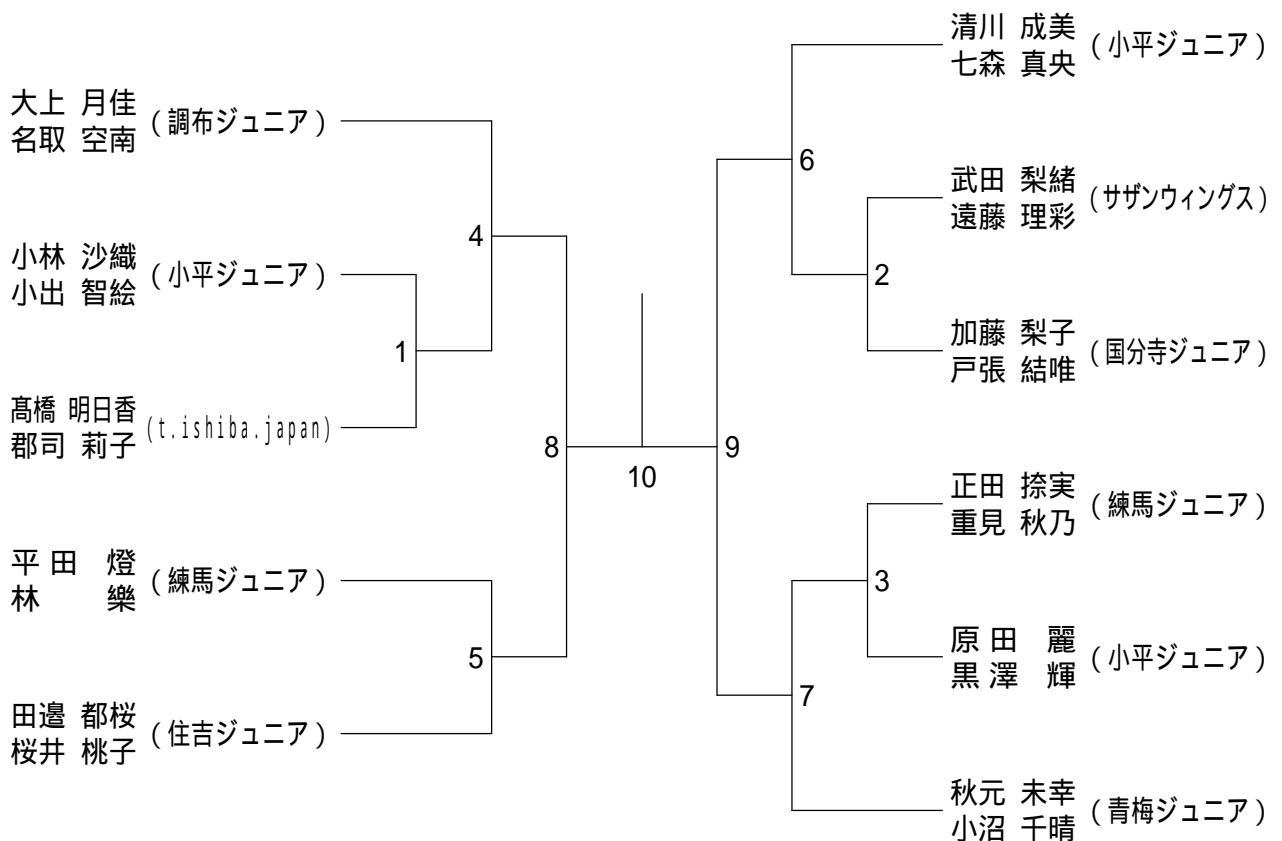 大上 月佳
名取 空南
(調布ジュニア)
小林 沙織
小出 智絵
(小平ジュニア)
髙橋 明日香
郡司 莉子
(t.ishiba.japan)
平田 燈
林 樂
(練馬ジュニア)
田邉 都桜
桜井 桃子
(住吉ジュニア)
4
1
5
8
10
9
6
2
3
7
清川 成美
七森 真央
(小平ジュニア)
武田 梨緒
遠藤 理彩
(サザンウィングス)
加藤 梨子
戸張 結唯
(国分寺ジュニア)
正田 捺実
重見 秋乃
(練馬ジュニア)
原田 麗
黒澤 輝
(小平ジュニア)
秋元 未幸
小沼 千晴
(青梅ジュニア)